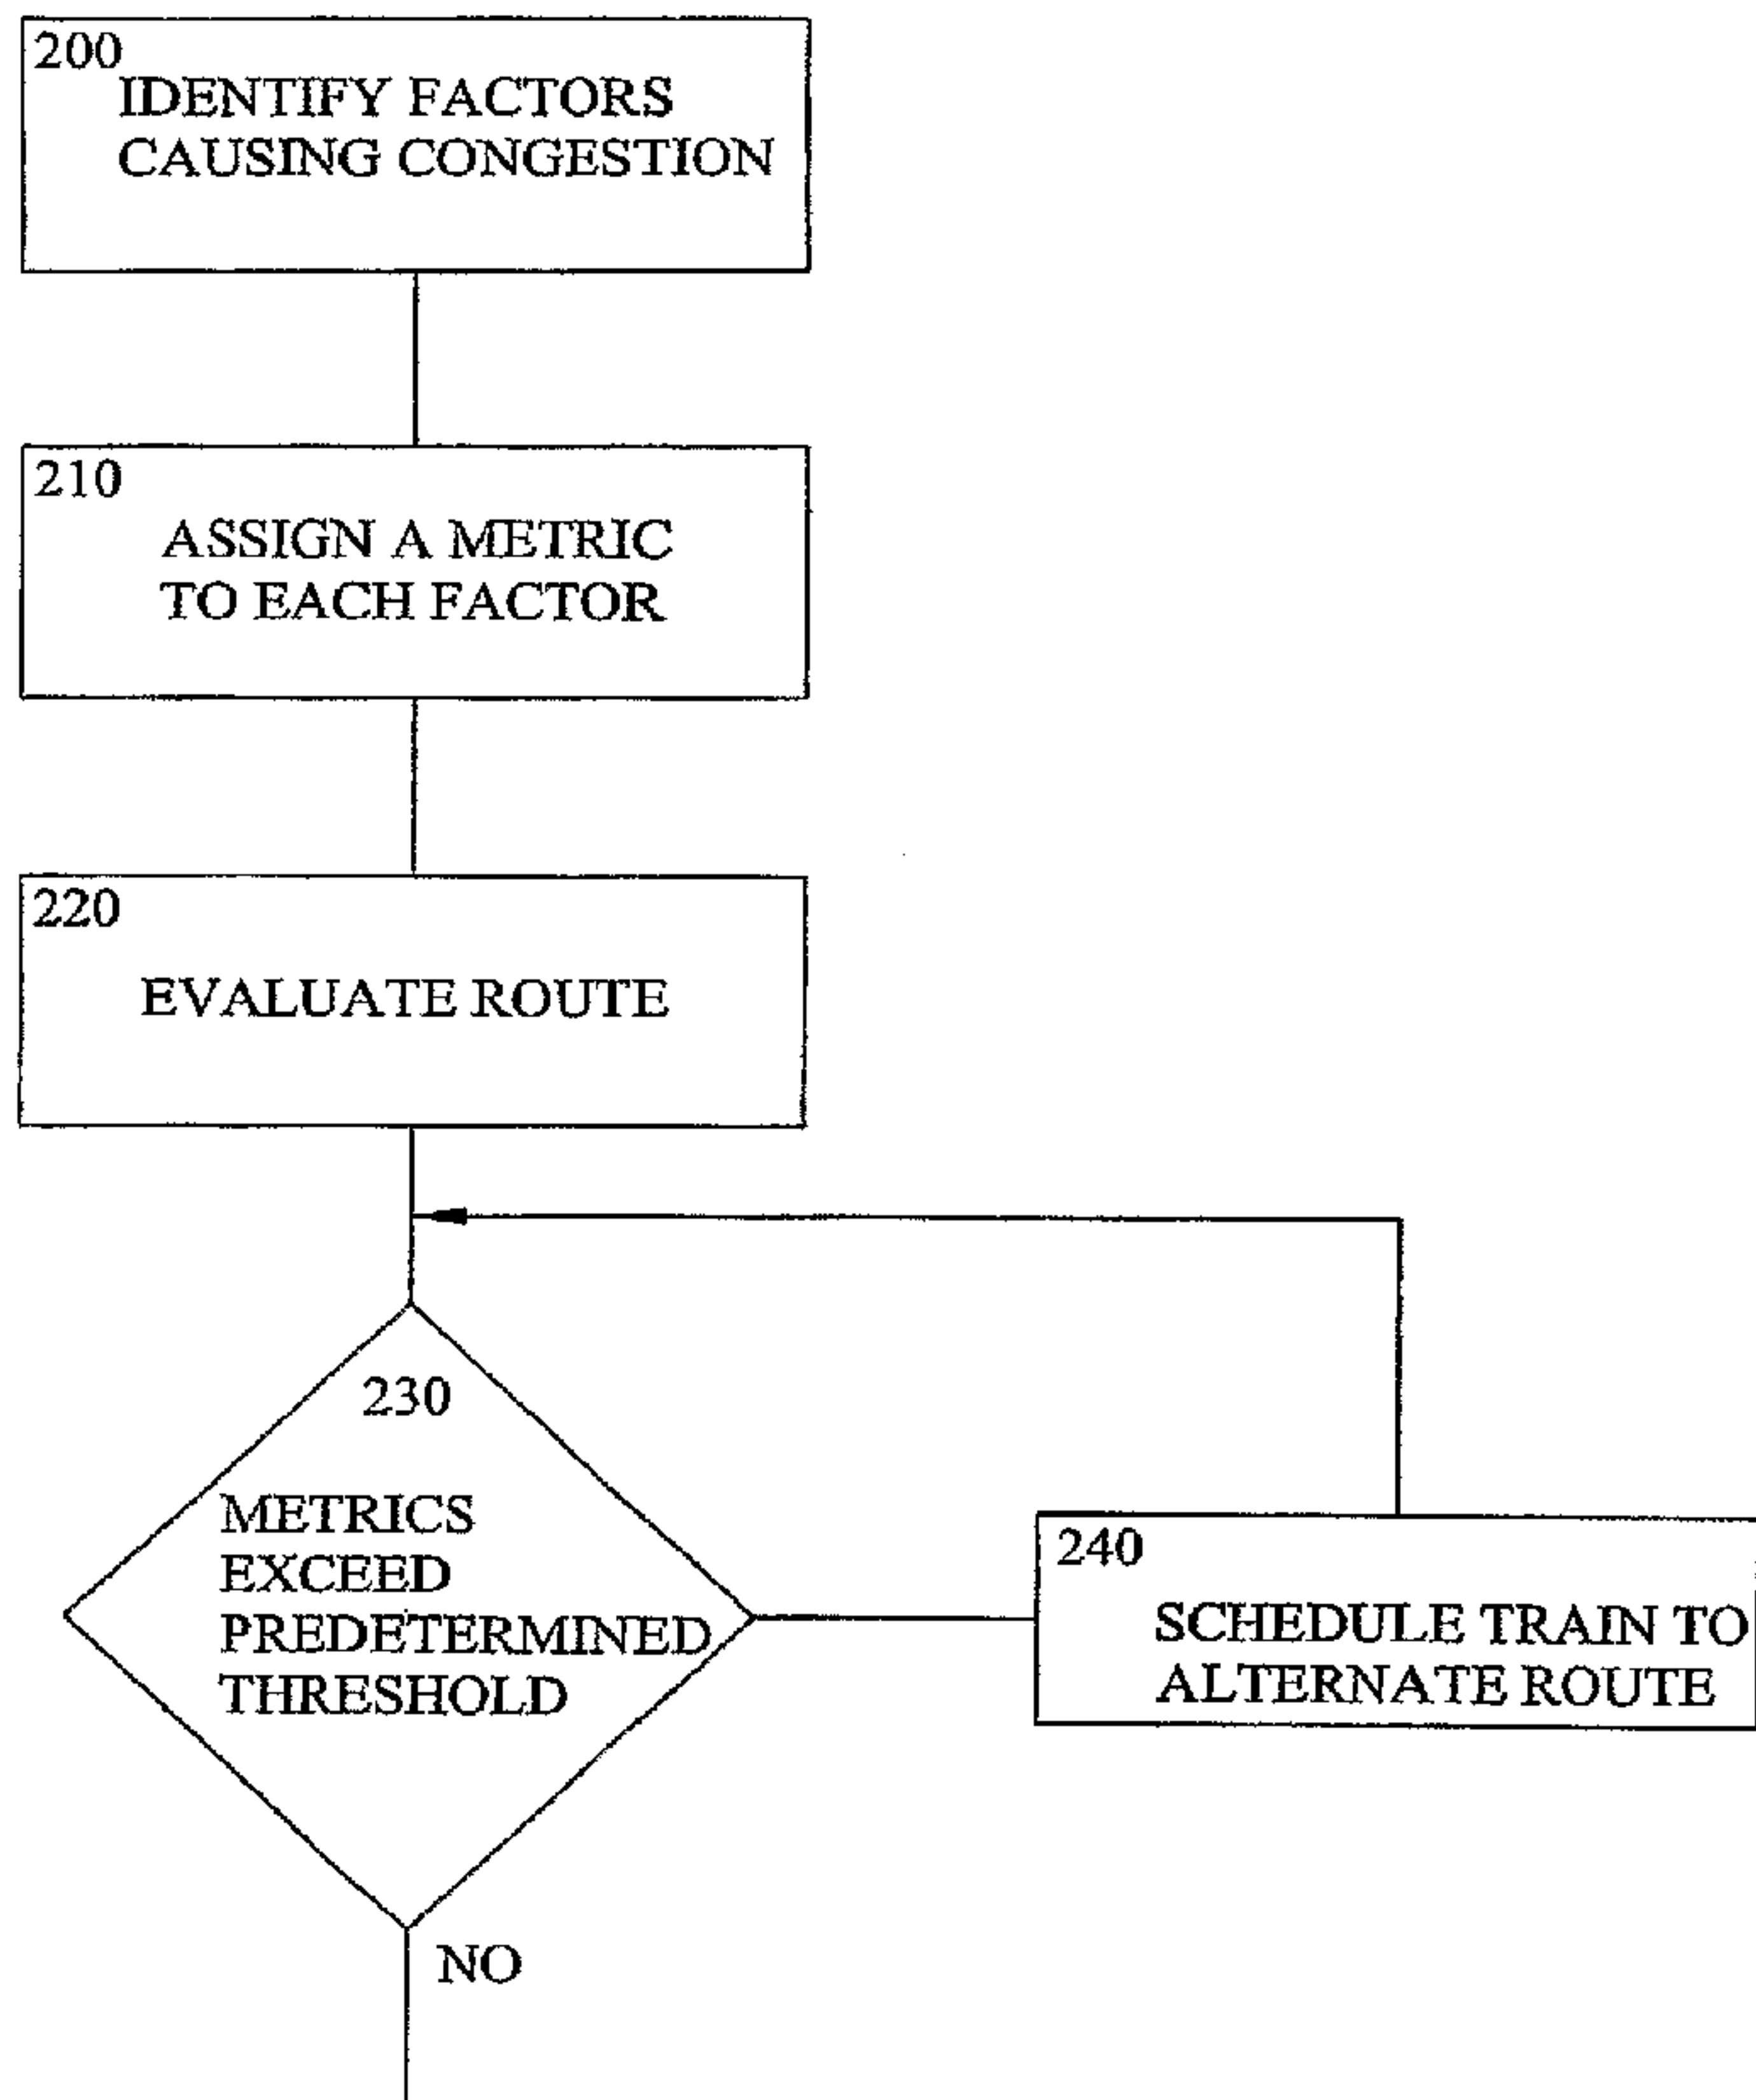 200
IDENTIFY FACTORS
CAUSING CONGESTION
210
ASSIGN A METRIC
TO EACH FACTOR
220
EVALUATE ROUTE
230
METRICS
EXCEED
PREDETERMINED
THRESHOLD
240
SCHEDULE TRAIN TO
ALTERNATE ROUTE
NO